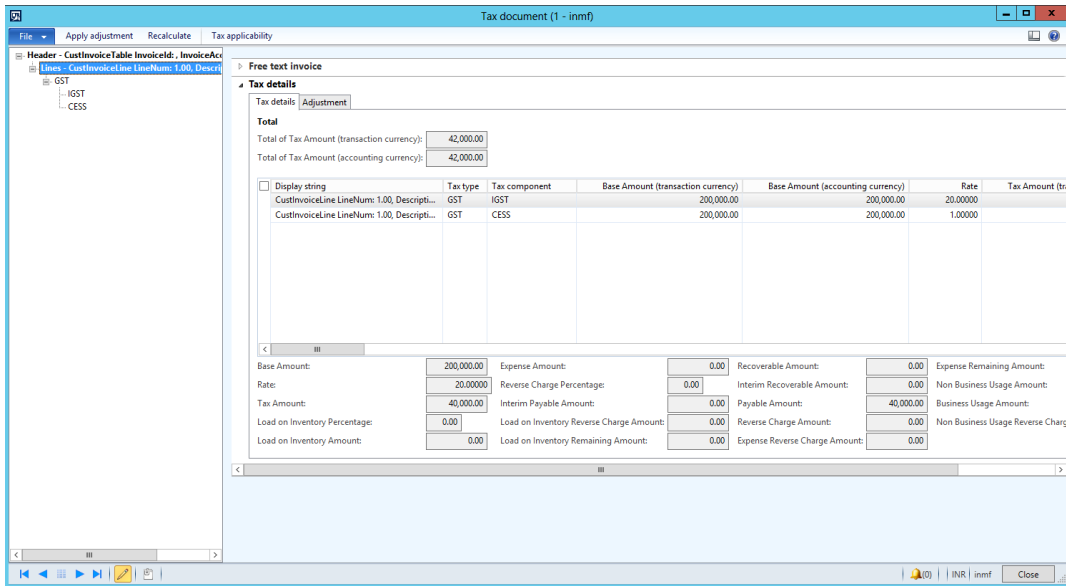 Tax document (1 - inmf)
File Apply adjustment Recalculate Tax applicability
Header - CustInvoiceTable InvoiceId: , InvoiceAcc
Lines - CustInvoiceLine LineNum: 1.00, Descri
GST
IGST
CESS
Free text invoice
Tax details
Tax details Adjustment
Total
Total of Tax Amount (transaction currency): 42,000.00
Total of Tax Amount (accounting currency): 42,000.00
Display string Tax type Tax component Base Amount (transaction currency) Base Amount (accounting currency) Rate Tax Amount (tr
CustInvoiceLine LineNum: 1.00, Descripti... GST IGST 200,000.00 200,000.00 20.00000
CustInvoiceLine LineNum: 1.00, Descripti... GST CESS 200,000.00 200,000.00 1.00000
Base Amount: 200,000.00 Expense Amount: 0.00 Recoverable Amount: 0.00 Expense Remaining Amount:
Rate: 20.00000 Reverse Charge Percentage: 0.00 Interim Recoverable Amount: 0.00 Non Business Usage Amount:
Tax Amount: 40,000.00 Interim Payable Amount: 0.00 Payable Amount: 40,000.00 Business Usage Amount:
Load on Inventory Percentage: 0.00 Load on Inventory Reverse Charge Amount: 0.00 Reverse Charge Amount: 0.00 Non Business Usage Reverse Charg
Load on Inventory Amount: 0.00 Load on Inventory Remaining Amount: 0.00 Expense Reverse Charge Amount: 0.00
(0) INR inmf Close